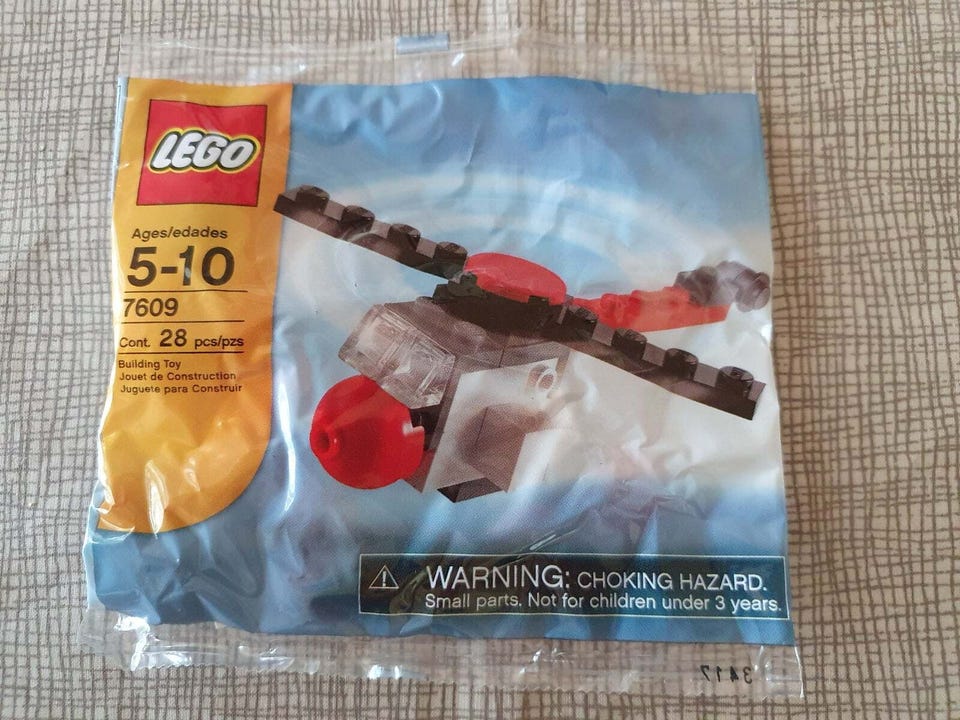 LEGO
Ages/edades
5-10
7609
Cont. 28 pcs/pzs
Building Toy
Jouet de Construction
Juguete para Construir
WARNING: CHOKING HAZARD.
Small parts. Not for children under 3 years.
3417